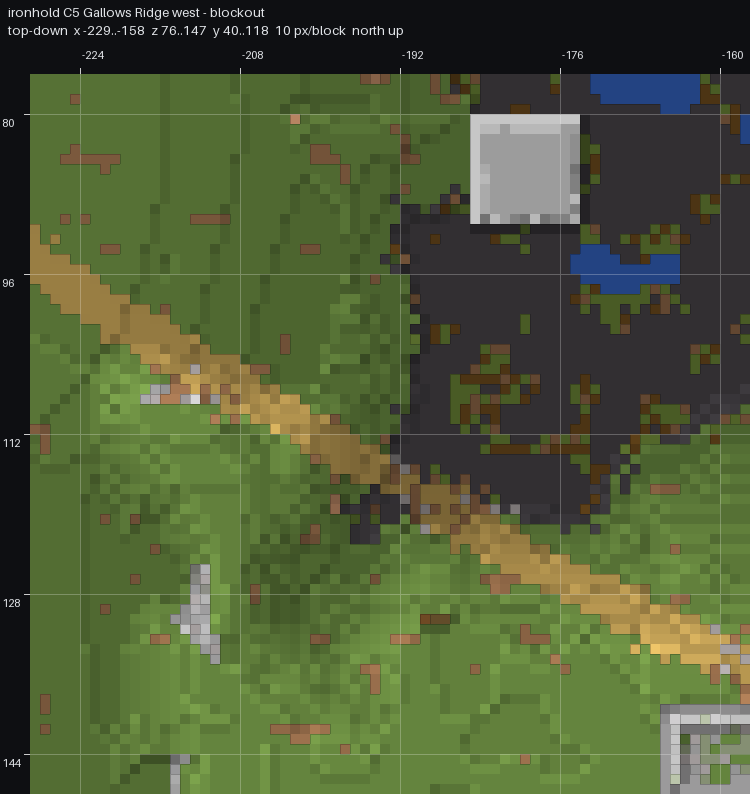 ironhold C5 Gallows Ridge west - blockout
top-down x -229..-158 z 76..147 y 40..118 10 px/block north up
-224 -208 -192 -176 -160
80
96
112
128
144